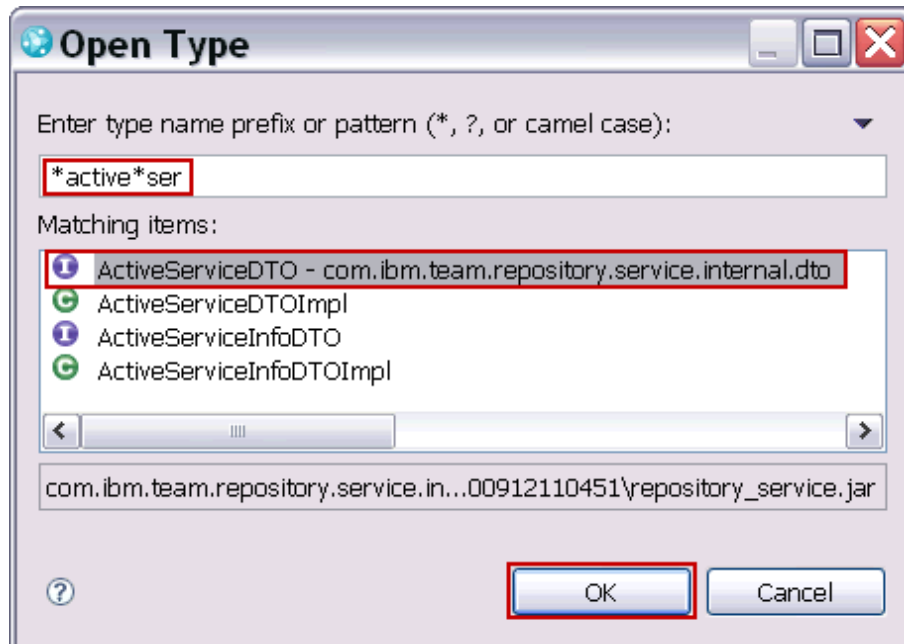 Open Type
Enter type name prefix or pattern (*, ?, or camel case):
*active*ser
Matching items:
I ActiveServiceDTO - com.ibm.team.repository.service.internal.dto
C ActiveServiceDTOImpl
I ActiveServiceInfoDTO
C ActiveServiceInfoDTOImpl
com.ibm.team.repository.service.in...00912110451\repository_service.jar
? OK Cancel